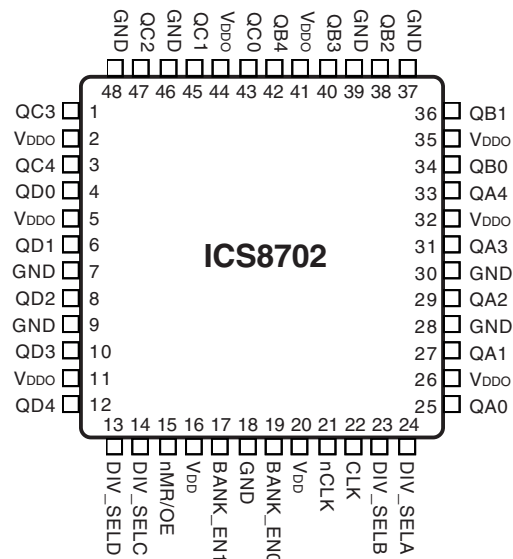 GND QC2 GND QC1 VDDO QC0 QB4 VDDO QB3 GND QB2 GND
48 47 46 45 44 43 42 41 40 39 38 37
QC3 1 36 QB1
VDDO 2 35 VDDO
QC4 3 34 QB0
QD0 4 33 QA4
VDDO 5 32 VDDO
QD1 6 31 QA3
ICS8702
GND 7 30 GND
QD2 8 29 QA2
GND 9 28 GND
QD3 10 27 QA1
VDDO 11 26 VDDO
QD4 12 25 QA0
13 14 15 16 17 18 19 20 21 22 23 24
DIV_SELD DIV_SELC nMR/OE VDD BANK_EN1 GND BANK_EN0 VDD nCLK CLK DIV_SELB DIV_SELA